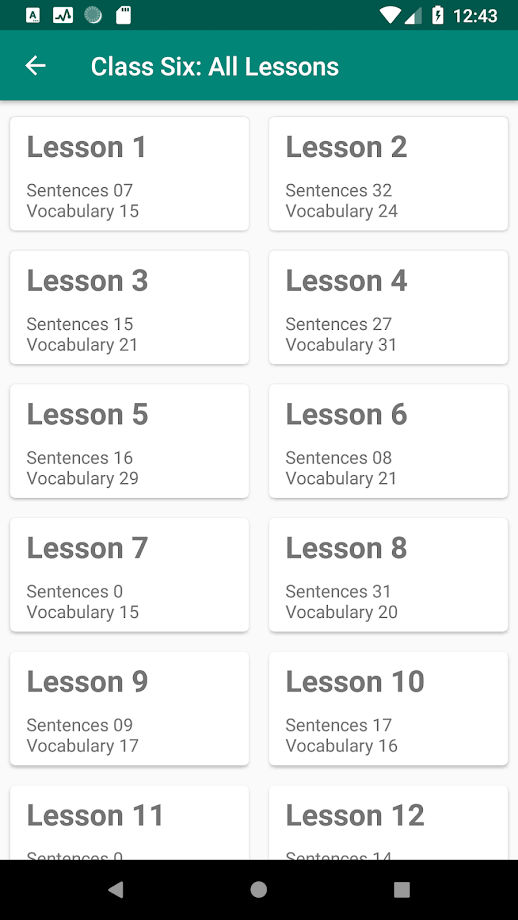 12:43
Class Six: All Lessons
Lesson 1
Sentences 07
Vocabulary 15
Lesson 2
Sentences 32
Vocabulary 24
Lesson 3
Sentences 15
Vocabulary 21
Lesson 4
Sentences 27
Vocabulary 31
Lesson 5
Sentences 16
Vocabulary 29
Lesson 6
Sentences 08
Vocabulary 21
Lesson 7
Sentences 0
Vocabulary 15
Lesson 8
Sentences 31
Vocabulary 20
Lesson 9
Sentences 09
Vocabulary 17
Lesson 10
Sentences 17
Vocabulary 16
Lesson 11
Sentences 0
Lesson 12
Sentences 14